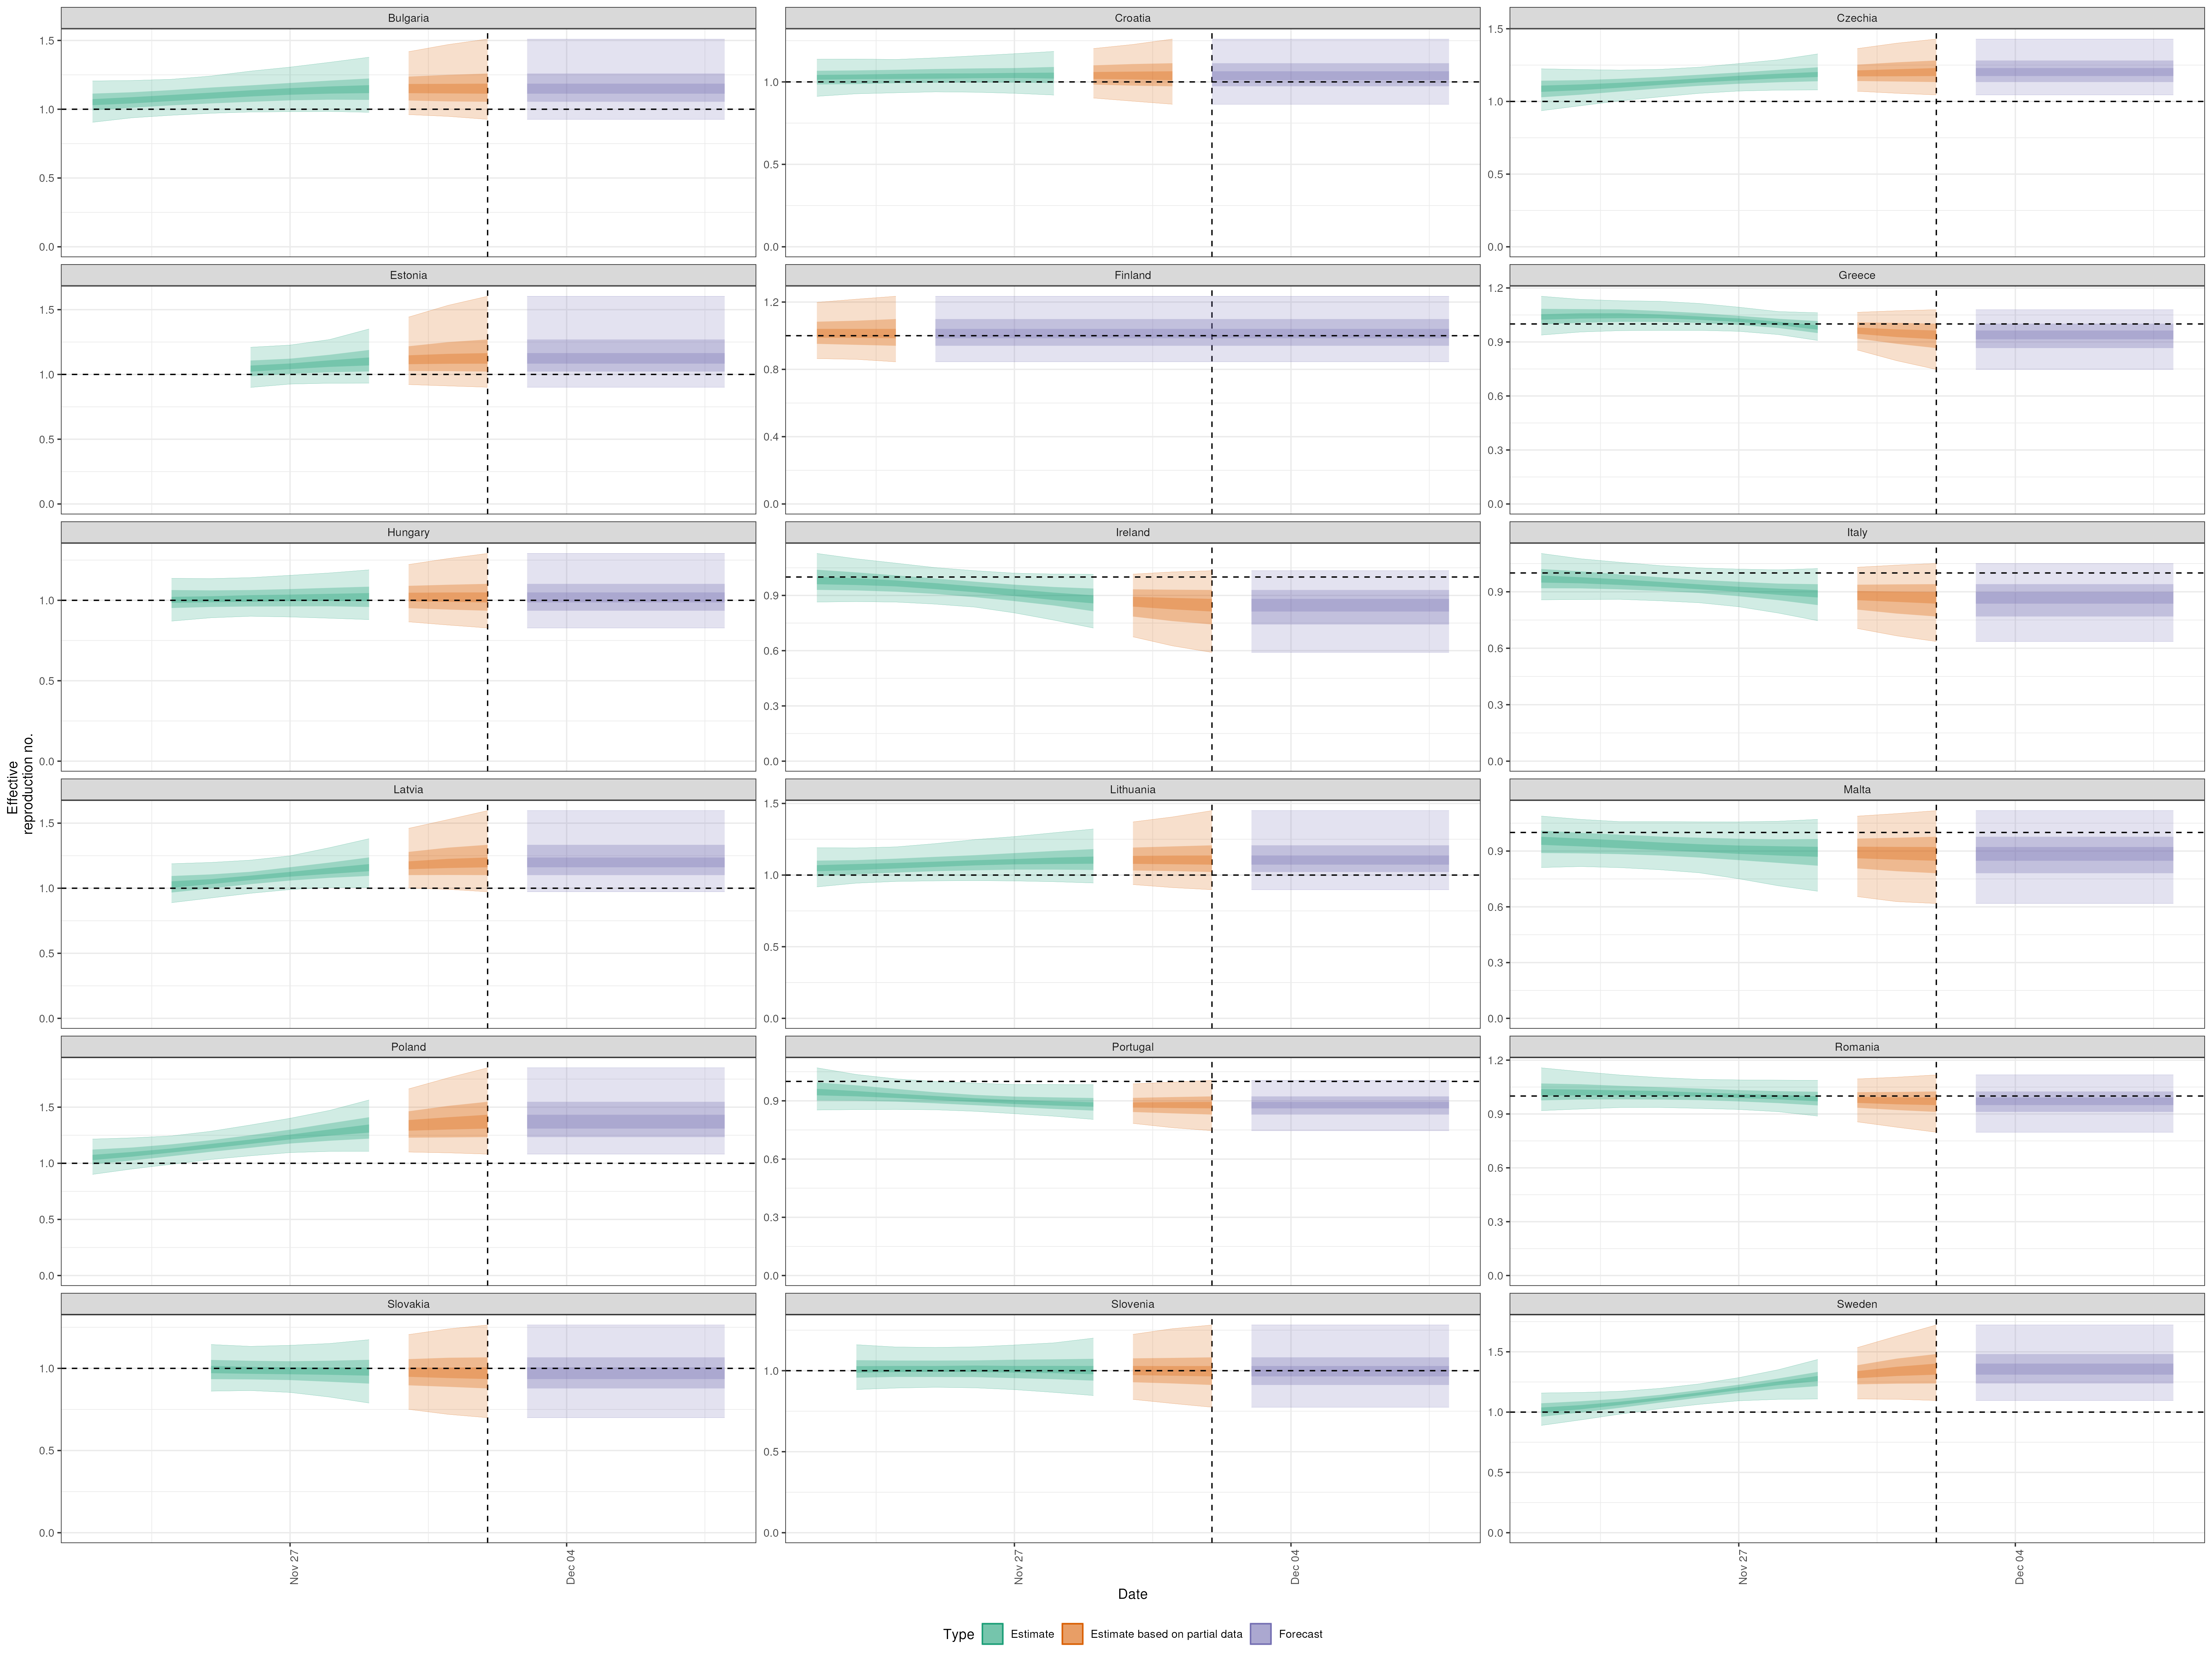 Bulgaria
Croatia
Czechia
1.5
1.0
0.5
0.0
1.0
0.5
0.0
1.5
1.0
0.5
0.0
Estonia
Finland
Greece
1.5
1.0
0.5
0.0
1.2
0.8
0.4
0.0
1.2
0.9
0.6
0.3
0.0
Hungary
Ireland
Italy
1.0
0.5
0.0
0.9
0.6
0.3
0.0
0.9
0.6
0.3
0.0
Effective
reproduction no.
Latvia
Lithuania
Malta
1.5
1.0
0.5
0.0
1.5
1.0
0.5
0.0
0.9
0.6
0.3
0.0
Poland
Portugal
Romania
1.5
1.0
0.5
0.0
0.9
0.6
0.3
0.0
1.2
0.9
0.6
0.3
0.0
Slovakia
Slovenia
Sweden
1.0
0.5
0.0
1.0
0.5
0.0
1.5
1.0
0.5
0.0
Nov 27
Dec 04
Nov 27
Dec 04
Nov 27
Dec 04
Date
Type
Estimate
Estimate based on partial data
Forecast